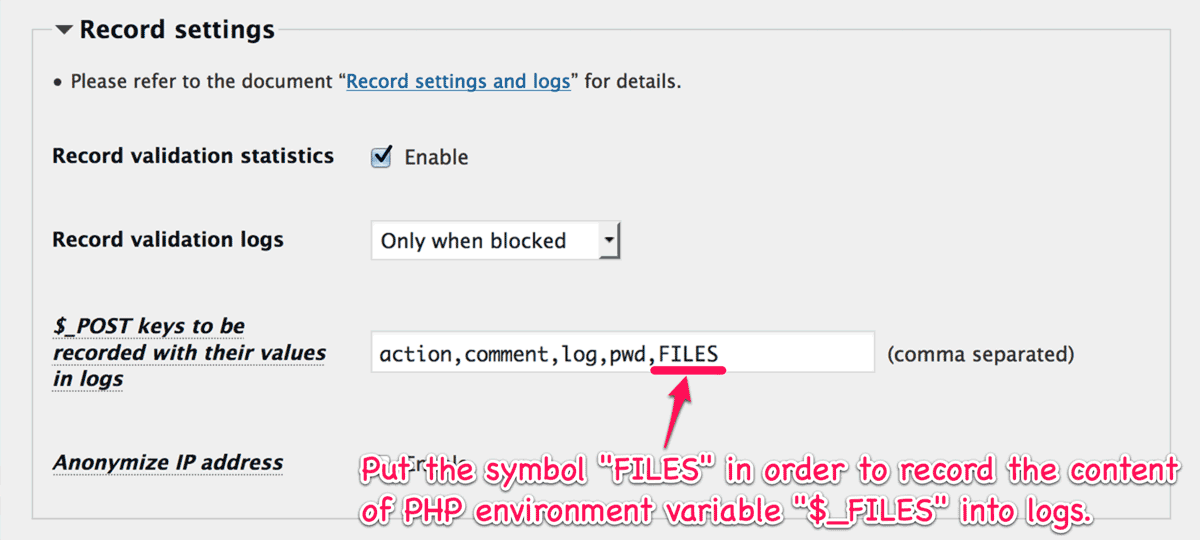 Record settings
Please refer to the document “Record settings and logs” for details.
Record validation statistics
Enable
Record validation logs
Only when blocked
$_POST keys to be
recorded with their values
in logs
action,comment,log,pwd,FILES
(comma separated)
Anonymize IP address
Put the symbol "FILES" in order to record the content
of PHP environment variable "$_FILES" into logs.